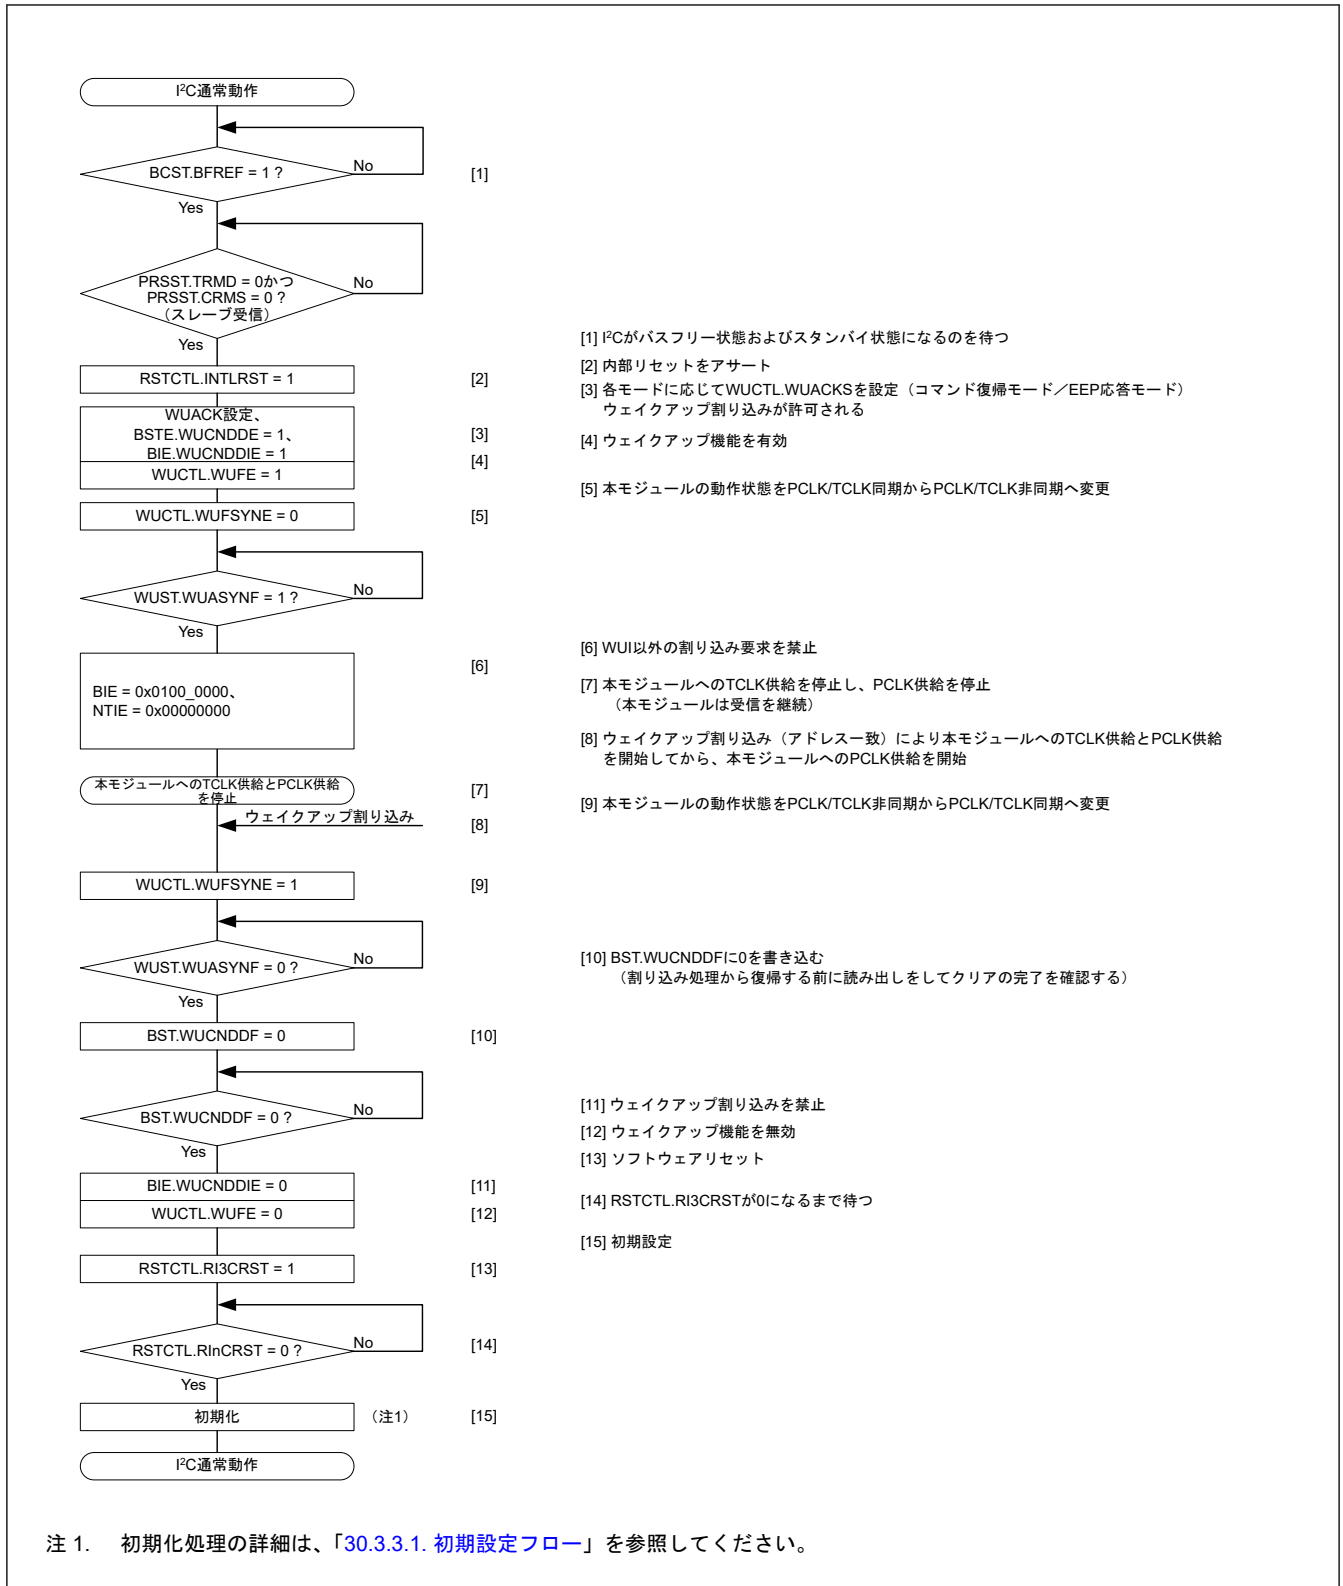 I²C通常動作
BCST.BFREF = 1 ?
No
[1]
Yes
PRSST.TRMD = 0かつ
PRSST.CRMS = 0 ?
（スレーブ受信）
No
Yes
RSTCTL.INTLRST = 1
[2]
WUACK設定、
BSTE.WUCNDDE = 1、
BIE.WUCNDDIE = 1
[3]
WUCTL.WUFE = 1
[4]
WUCTL.WUFSYNE = 0
[5]
WUST.WUASYNF = 1 ?
No
Yes
BIE = 0x0100_0000、
NTIE = 0x00000000
[6]
本モジュールへのTCLK供給とPCLK供給
を停止
[7]
ウェイクアップ割り込み
[8]
WUCTL.WUFSYNE = 1
[9]
WUST.WUASYNF = 0 ?
No
Yes
BST.WUCNDDF = 0
[10]
BST.WUCNDDF = 0 ?
No
Yes
BIE.WUCNDDIE = 0
[11]
WUCTL.WUFE = 0
[12]
RSTCTL.RI3CRST = 1
[13]
RSTCTL.RInCRST = 0 ?
No
[14]
Yes
初期化
（注1）
[15]
I²C通常動作
[1] I²Cがバスフリー状態およびスタンバイ状態になるのを待つ
[2] 内部リセットをアサート
[3] 各モードに応じてWUCTL.WUACKSを設定（コマンド復帰モード／EEP応答モード）
ウェイクアップ割り込みが許可される
[4] ウェイクアップ機能を有効
[5] 本モジュールの動作状態をPCLK/TCLK同期からPCLK/TCLK非同期へ変更
[6] WUI以外の割り込み要求を禁止
[7] 本モジュールへのTCLK供給を停止し、PCLK供給を停止
（本モジュールは受信を継続）
[8] ウェイクアップ割り込み（アドレス一致）により本モジュールへのTCLK供給とPCLK供給
を開始してから、本モジュールへのPCLK供給を開始
[9] 本モジュールの動作状態をPCLK/TCLK非同期からPCLK/TCLK同期へ変更
[10] BST.WUCNDDFに0を書き込む
（割り込み処理から復帰する前に読み出しをしてクリアの完了を確認する）
[11] ウェイクアップ割り込みを禁止
[12] ウェイクアップ機能を無効
[13] ソフトウェアリセット
[14] RSTCTL.RI3CRSTが0になるまで待つ
[15] 初期設定
注 1. 初期化処理の詳細は、「30.3.3.1. 初期設定フロー」を参照してください。